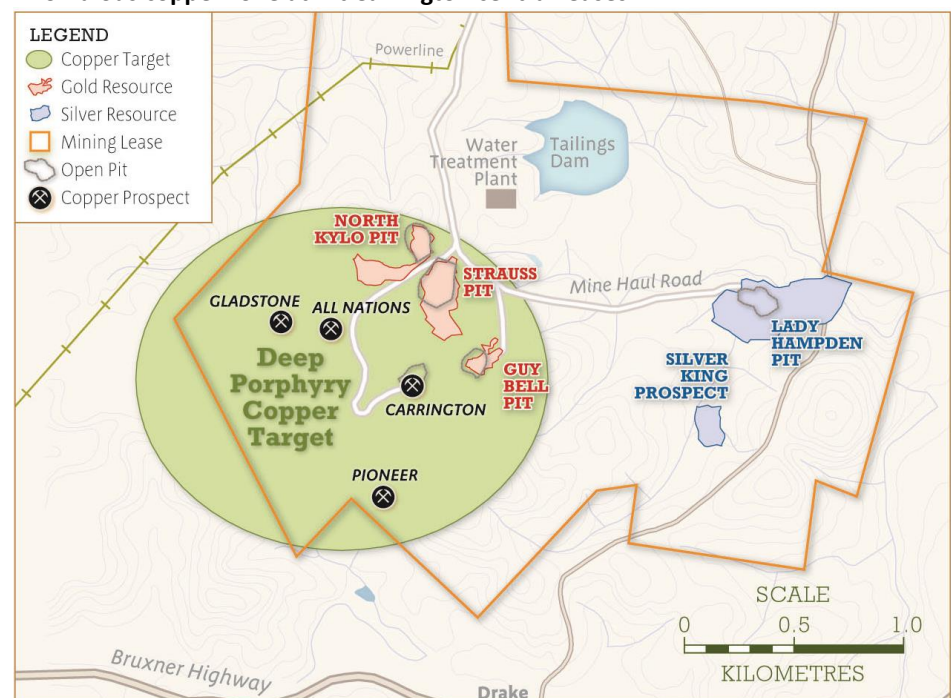 LEGEND
Copper Target
Gold Resource
Silver Resource
Mining Lease
Open Pit
Copper Prospect
Powerline
Water
Treatment
Plant
Tailings
Dam
NORTH
KYLO PIT
STRAUSS
PIT
Mine Haul Road
GLADSTONE
ALL NATIONS
LADY
HAMPDEN
PIT
SILVER
KING
PROSPECT
Deep
Porphyry
Copper
Target
GUY
BELL
PIT
CARRINGTON
PIONEER
SCALE
0 0.5 1.0
KILOMETRES
Bruxner Highway
Drake